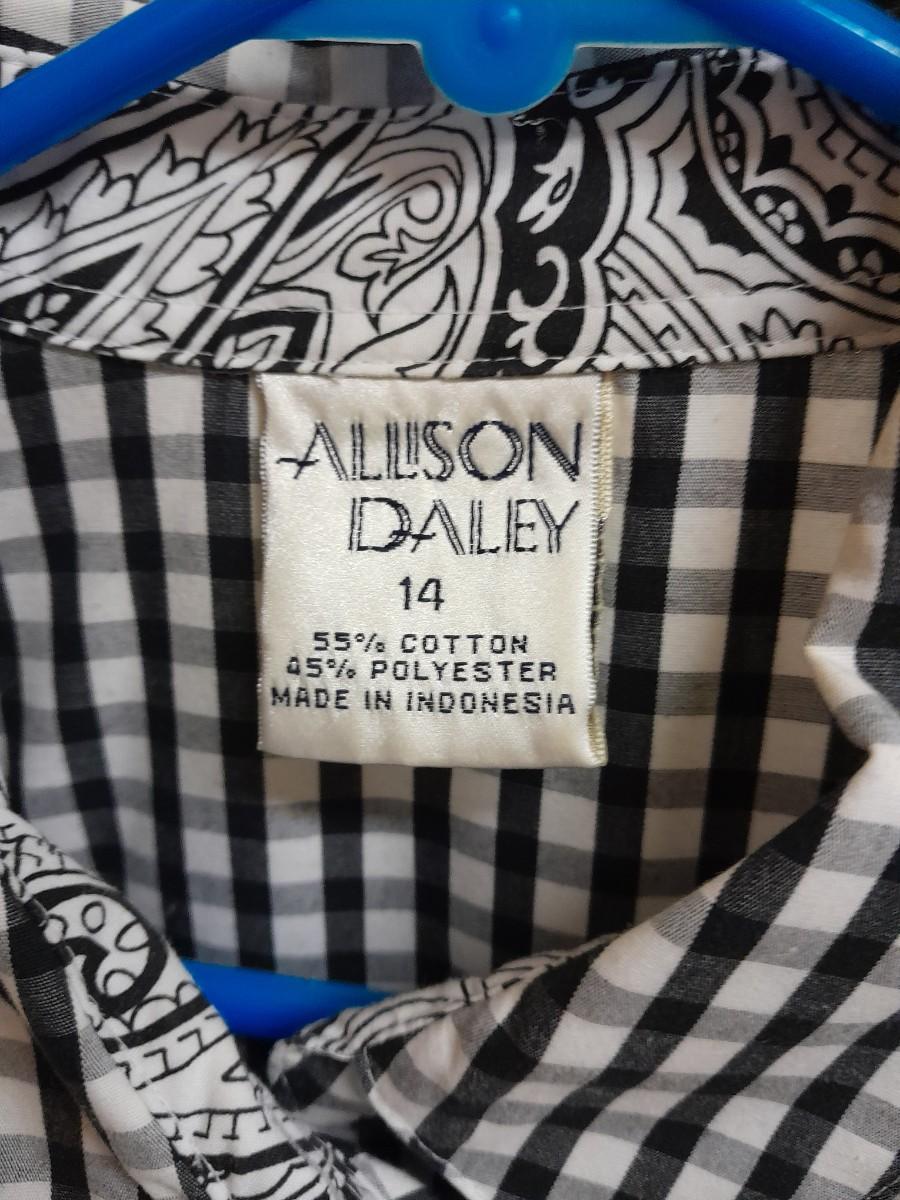 ALLISON
DALEY
14
55% COTTON
45% POLYESTER
MADE IN INDONESIA